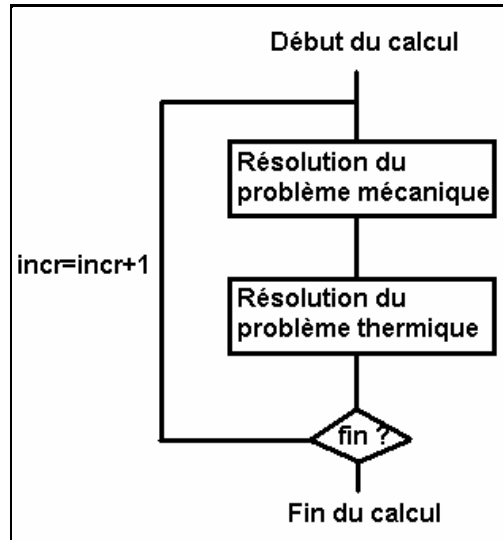 Début du calcul
Résolution du
problème mécanique
incr=incr+1
Résolution du
problème thermique
fin ?
Fin du calcul